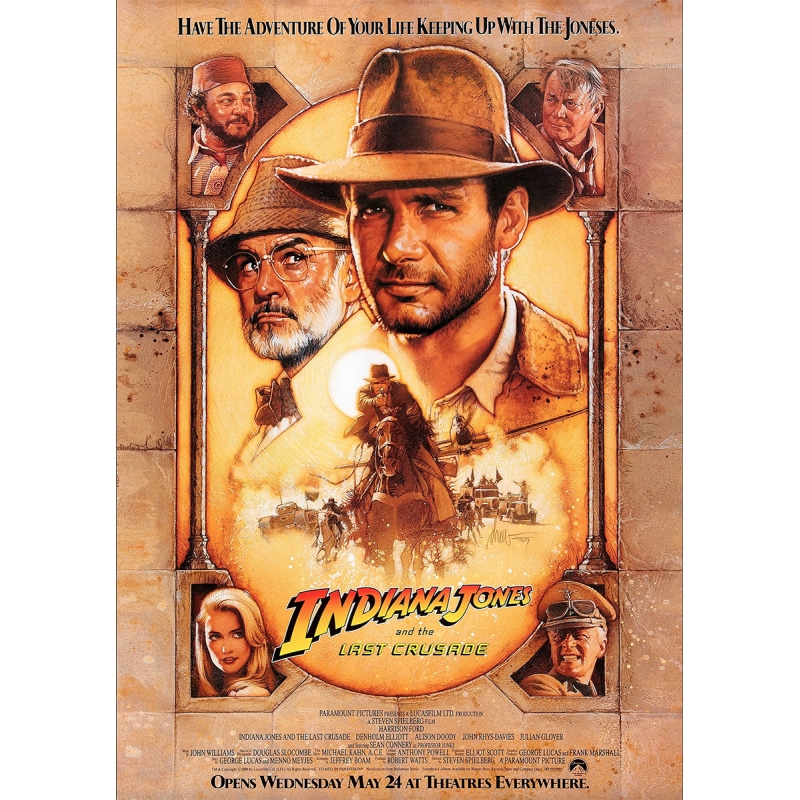 HAVE THE ADVENTURE OF YOUR LIFE KEEPING UP WITH THE JONESES.
INDIANA JONES
and the
LAST CRUSADE
PARAMOUNT PICTURES PRESENTS A LUCASFILM LTD. PRODUCTION
A STEVEN SPIELBERG FILM
HARRISON FORD
INDIANA JONES AND THE LAST CRUSADE DENHOLM ELLIOTT ALISON DOODY JOHN RHYS-DAVIES JULIAN GLOVER
and Starring SEAN CONNERY as PROFESSOR JONES
JOHN WILLIAMS DOUGLAS SLOCOMBE MICHAEL KAHN, A.C.E. ANTHONY POWELL ELLIOT SCOTT GEORGE LUCAS and FRANK MARSHALL
GEORGE LUCAS and MENNO MEYJES JEFFREY BOAM ROBERT WATTS STEVEN SPIELBERG A PARAMOUNT PICTURE
OPENS WEDNESDAY MAY 24 AT THEATRES EVERYWHERE.